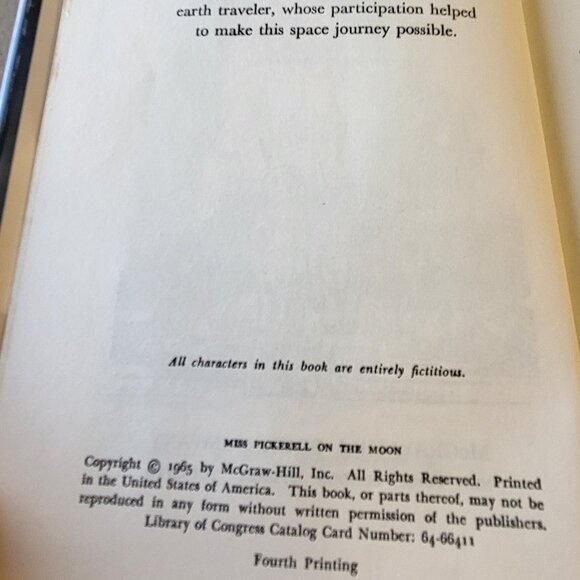 earth traveler, whose participation helped
to make this space journey possible.
All characters in this book are entirely fictitious.
MISS PICKERELL ON THE MOON
Copyright © 1965 by McGraw-Hill, Inc. All Rights Reserved. Printed
in the United States of America. This book, or parts thereof, may not be
reproduced in any form without written permission of the publishers.
Library of Congress Catalog Card Number: 64-66411
Fourth Printing